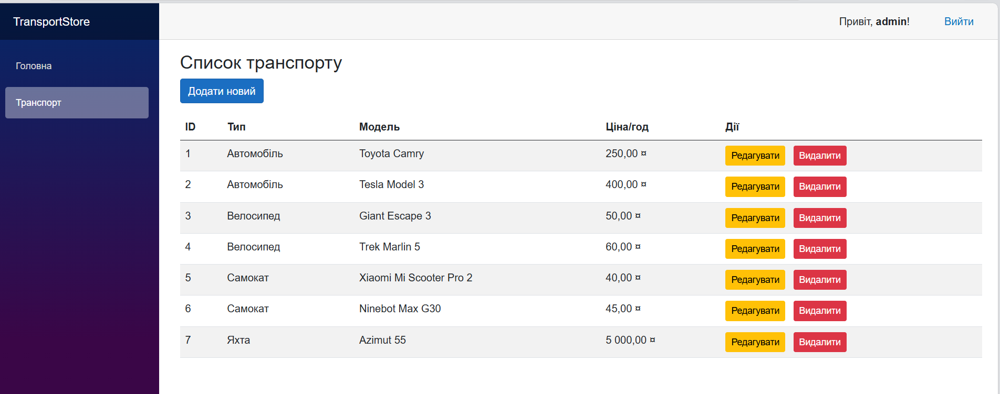 TransportStore
Привіт, admin!
Вийти
Головна
Транспорт
Список транспорту
Додати новий
ID Тип Модель Ціна/год Дії
1 Автомобіль Toyota Camry 250,00 ¤ Редагувати Видалити
2 Автомобіль Tesla Model 3 400,00 ¤ Редагувати Видалити
3 Велосипед Giant Escape 3 50,00 ¤ Редагувати Видалити
4 Велосипед Trek Marlin 5 60,00 ¤ Редагувати Видалити
5 Самокат Xiaomi Mi Scooter Pro 2 40,00 ¤ Редагувати Видалити
6 Самокат Ninebot Max G30 45,00 ¤ Редагувати Видалити
7 Яхта Azimut 55 5 000,00 ¤ Редагувати Видалити